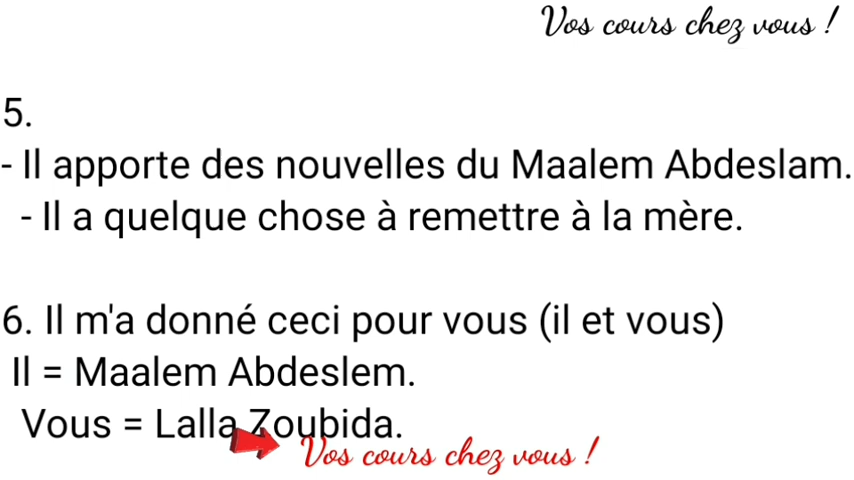 Vos cours chez vous !
5.
- Il apporte des nouvelles du Maalem Abdeslam.
- Il a quelque chose à remettre à la mère.
6. Il m'a donné ceci pour vous (il et vous)
Il = Maalem Abdeslem.
Vous = Lalla Zoubida.
Vos cours chez vous !